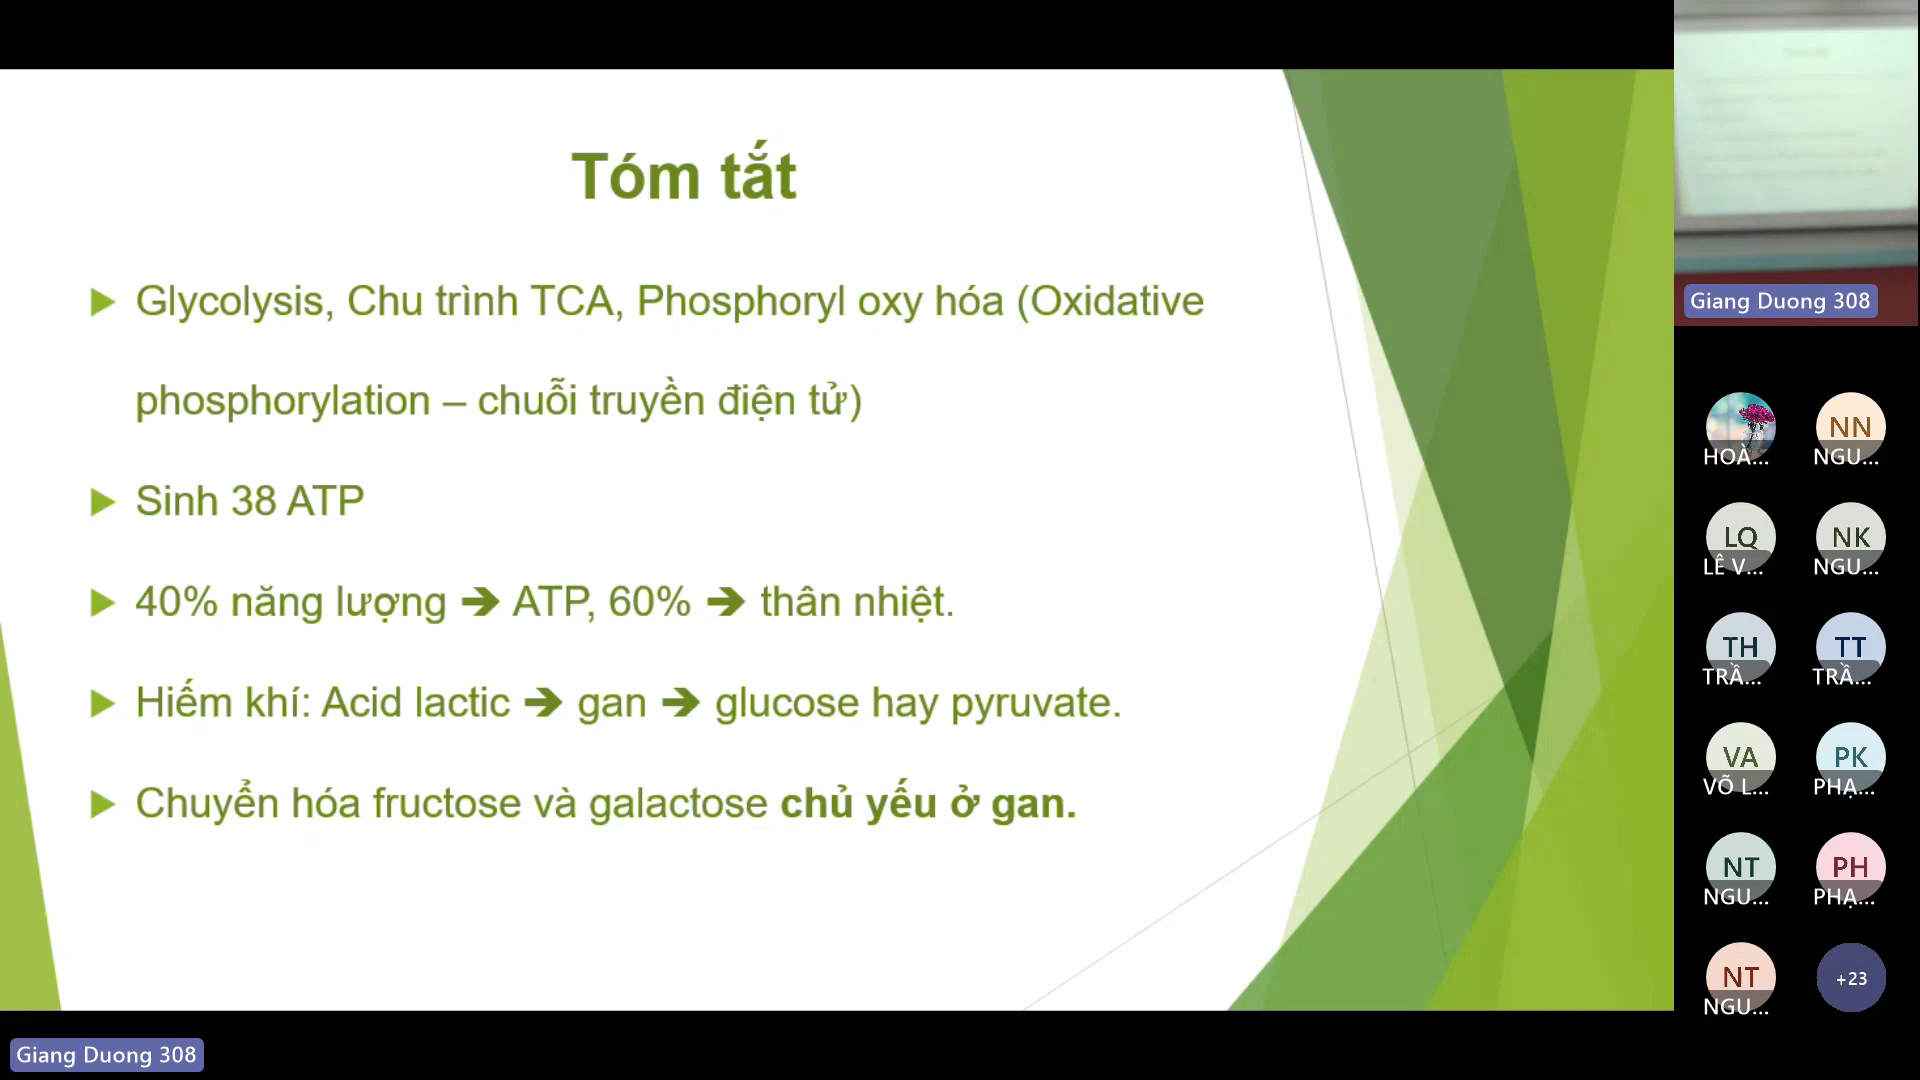 Tóm tắt
Glycolysis, Chu trình TCA, Phosphoryl oxy hóa (Oxidative
phosphorylation – chuỗi truyền điện tử)
Sinh 38 ATP
40% năng lượng ➔ ATP, 60% ➔ thân nhiệt.
Hiếm khí: Acid lactic ➔ gan ➔ glucose hay pyruvate.
Chuyển hóa fructose và galactose chủ yếu ở gan.
Giang Duong 308
Giang Duong 308
HOÀ...
NN
NGU...
LQ
LÊ V...
NK
NGU...
TH
TRẦ...
TT
TRẦ...
VA
VÕ L...
PK
PHẠ...
NT
NGU...
PH
PHẠ...
NT
NGU...
+23